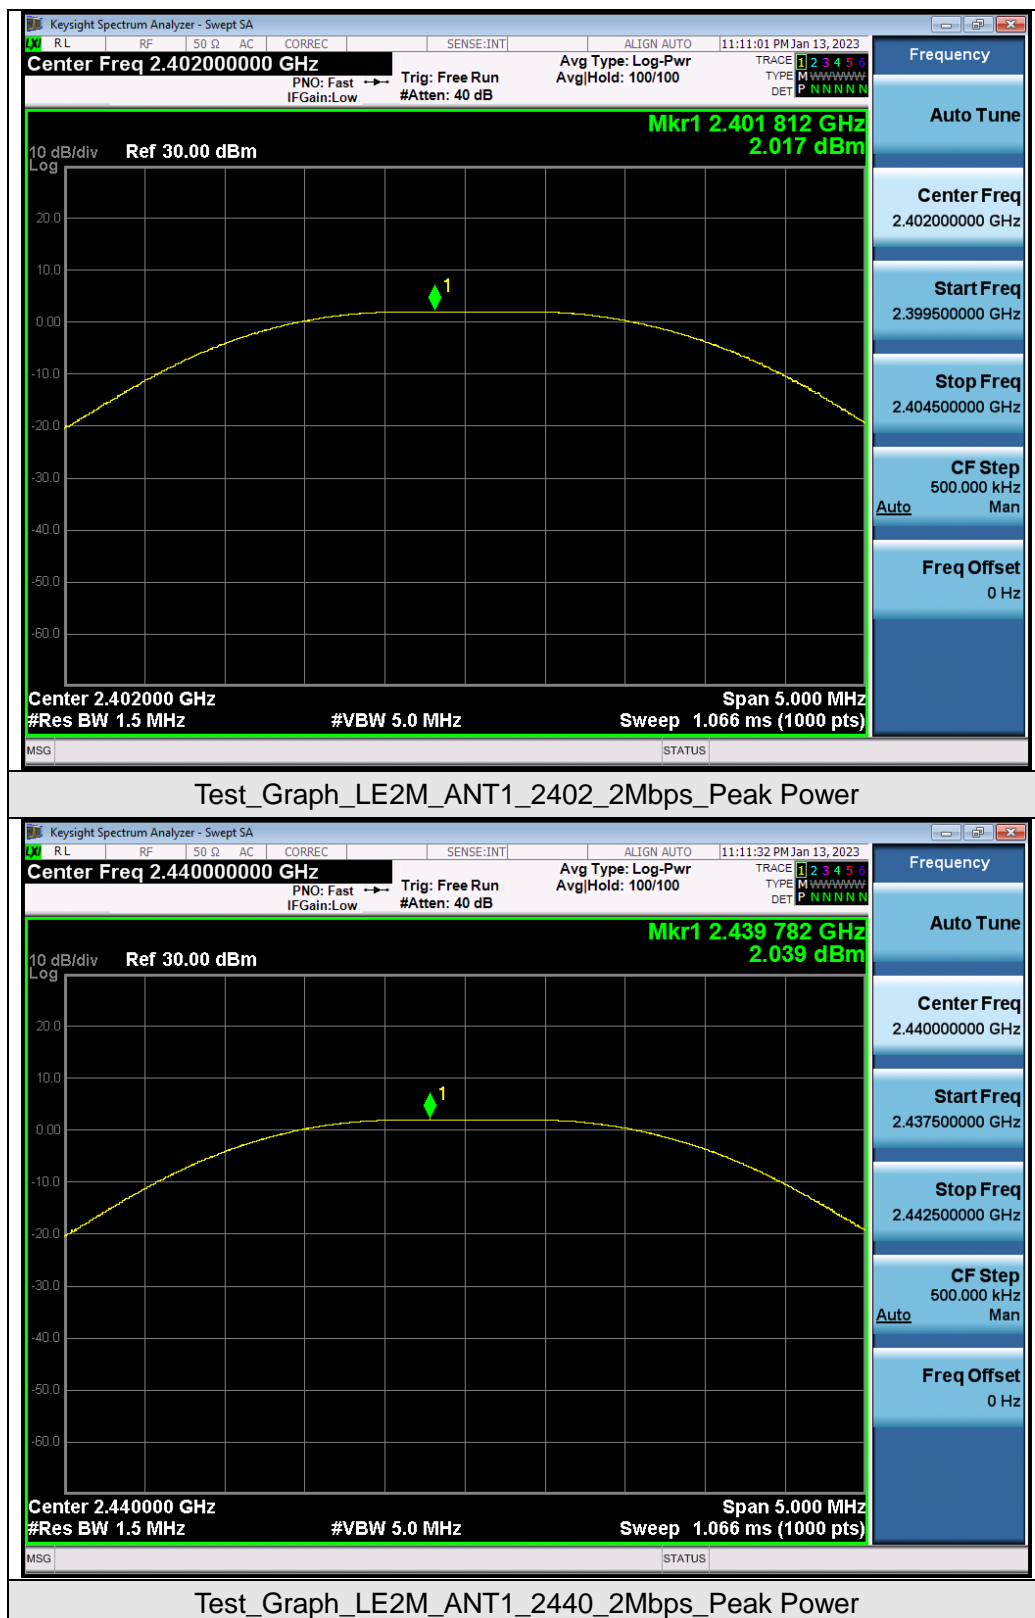 Keysight Spectrum Analyzer - Swept SA
LXI RL RF 50 Ω AC CORREC SENSE:INT ALIGN AUTO 11:11:01 PM Jan 13, 2023
Center Freq 2.402000000 GHz
PNO: Fast
IFGain:Low
Trig: Free Run
#Atten: 40 dB
Avg Type: Log-Pwr
Avg|Hold: 100/100
TRACE 1 2 3 4 5 6
TYPE M WWWWW
DET P N N N N N
Mkr1 2.401 812 GHz
2.017 dBm
10 dB/div Ref 30.00 dBm
Log
20.0
10.0
1
0.00
-10.0
-20.0
-30.0
-40.0
-50.0
-60.0
Center 2.402000 GHz Span 5.000 MHz
#Res BW 1.5 MHz #VBW 5.0 MHz Sweep 1.066 ms (1000 pts)
MSG STATUS
Frequency
Auto Tune
Center Freq
2.402000000 GHz
Start Freq
2.399500000 GHz
Stop Freq
2.404500000 GHz
CF Step
500.000 kHz
Auto Man
Freq Offset
0 Hz
Test_Graph_LE2M_ANT1_2402_2Mbps_Peak Power
Keysight Spectrum Analyzer - Swept SA
LXI RL RF 50 Ω AC CORREC SENSE:INT ALIGN AUTO 11:11:32 PM Jan 13, 2023
Center Freq 2.440000000 GHz
PNO: Fast
IFGain:Low
Trig: Free Run
#Atten: 40 dB
Avg Type: Log-Pwr
Avg|Hold: 100/100
TRACE 1 2 3 4 5 6
TYPE M WWWWW
DET P N N N N N
Mkr1 2.439 782 GHz
2.039 dBm
10 dB/div Ref 30.00 dBm
Log
20.0
10.0
1
0.00
-10.0
-20.0
-30.0
-40.0
-50.0
-60.0
Center 2.440000 GHz Span 5.000 MHz
#Res BW 1.5 MHz #VBW 5.0 MHz Sweep 1.066 ms (1000 pts)
MSG STATUS
Frequency
Auto Tune
Center Freq
2.440000000 GHz
Start Freq
2.437500000 GHz
Stop Freq
2.442500000 GHz
CF Step
500.000 kHz
Auto Man
Freq Offset
0 Hz
Test_Graph_LE2M_ANT1_2440_2Mbps_Peak Power